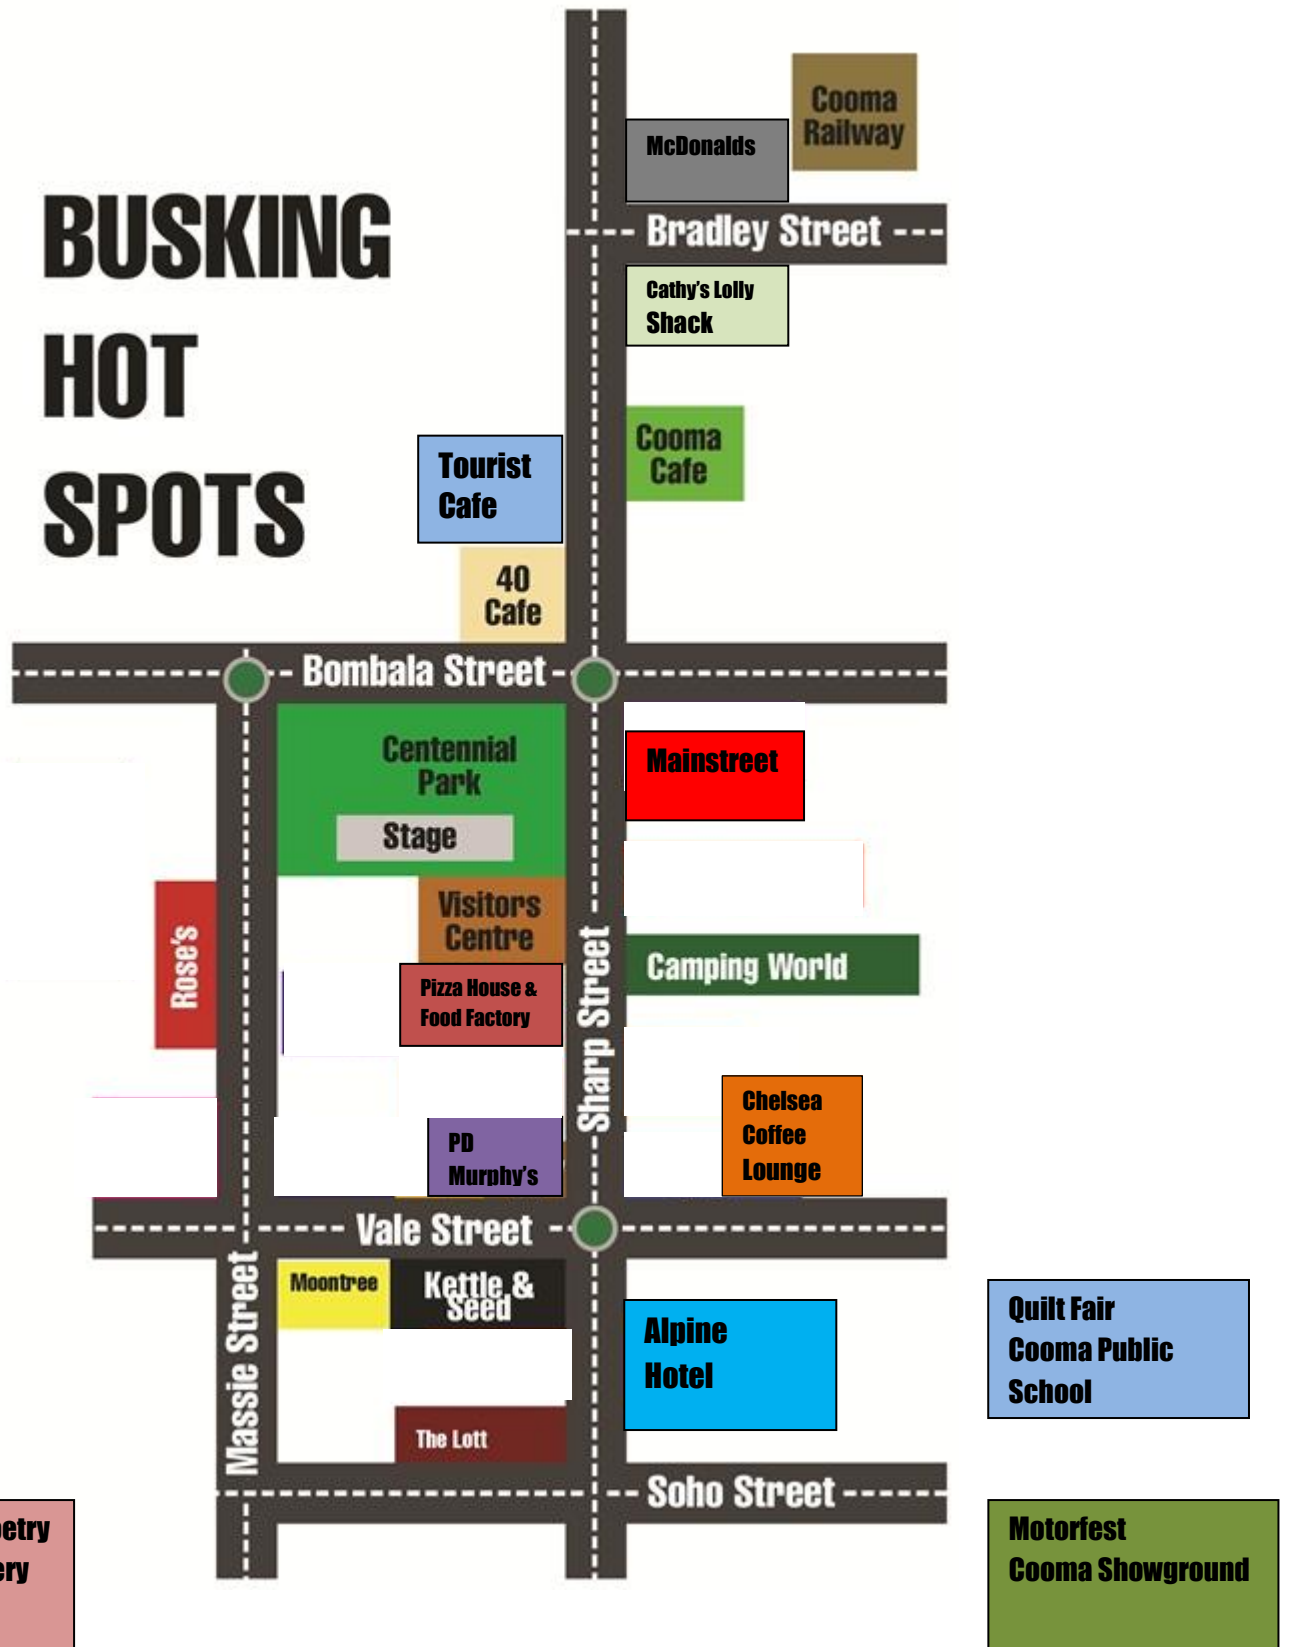 BUSKING
HOT
SPOTS
Cooma
Railway
McDonalds
Bradley Street
Cathy's Lolly
Shack
Cooma
Cafe
Tourist
Cafe
40
Cafe
Bombala Street
Centennial
Park
Stage
Mainstreet
Visitors
Centre
Rose's
Camping World
Pizza House &
Food Factory
Sharp Street
Chelsea
Coffee
Lounge
PD
Murphy's
Vale Street
Massie Street
Moontree
Kettle &
Seed
Alpine
Hotel
Quilt Fair
Cooma Public
School
The Lott
Soho Street
Motorfest
Cooma Showground